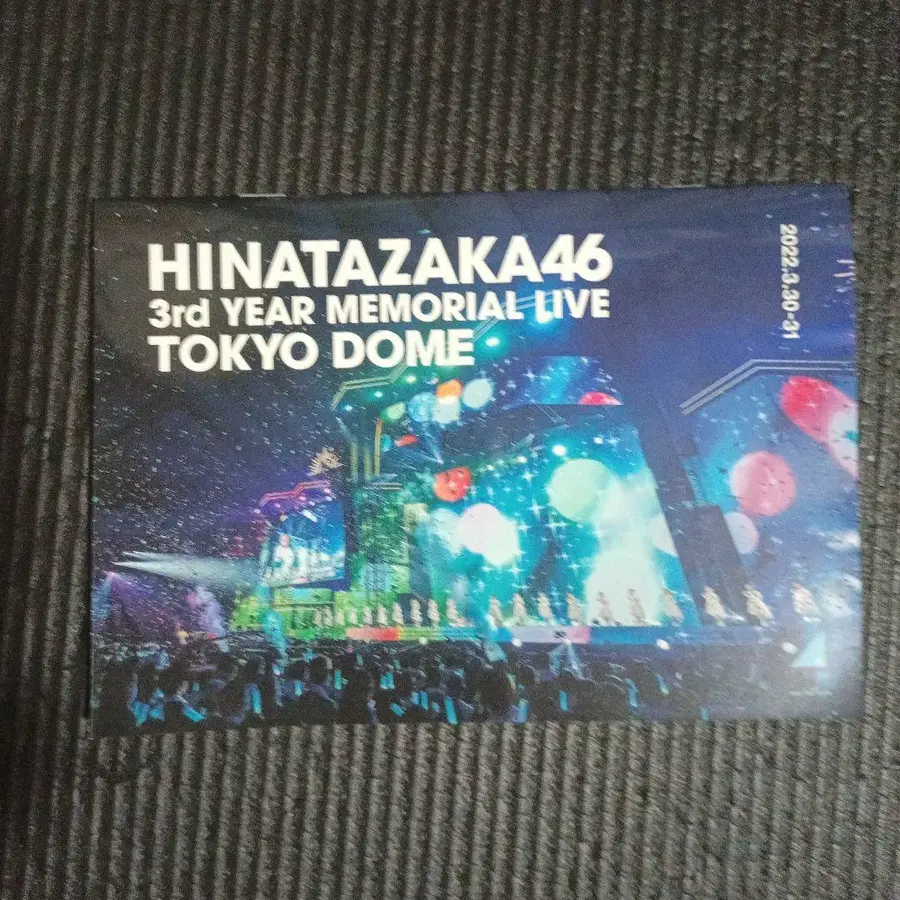 HINATAZAKA46
3rd YEAR MEMORIAL LIVE
TOKYO DOME
2022.3.30-31